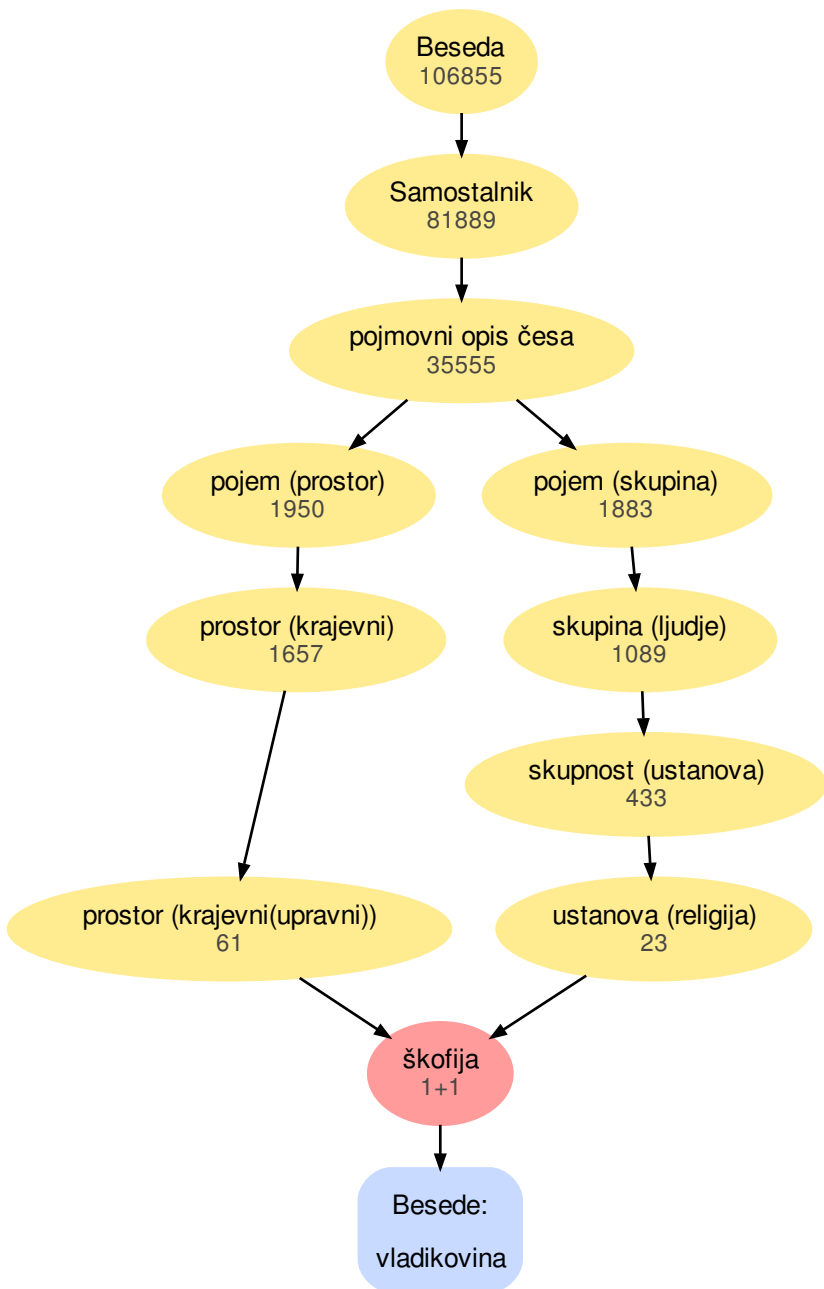 Beseda
106855
Samostalnik
81889
pojmovni opis česa
35555
pojem (prostor)
1950
pojem (skupina)
1883
prostor (krajevni)
1657
skupina (ljudje)
1089
skupnost (ustanova)
433
prostor (krajevni(upravni))
61
ustanova (religija)
23
škofija
1+1
Besede:
vladikovina